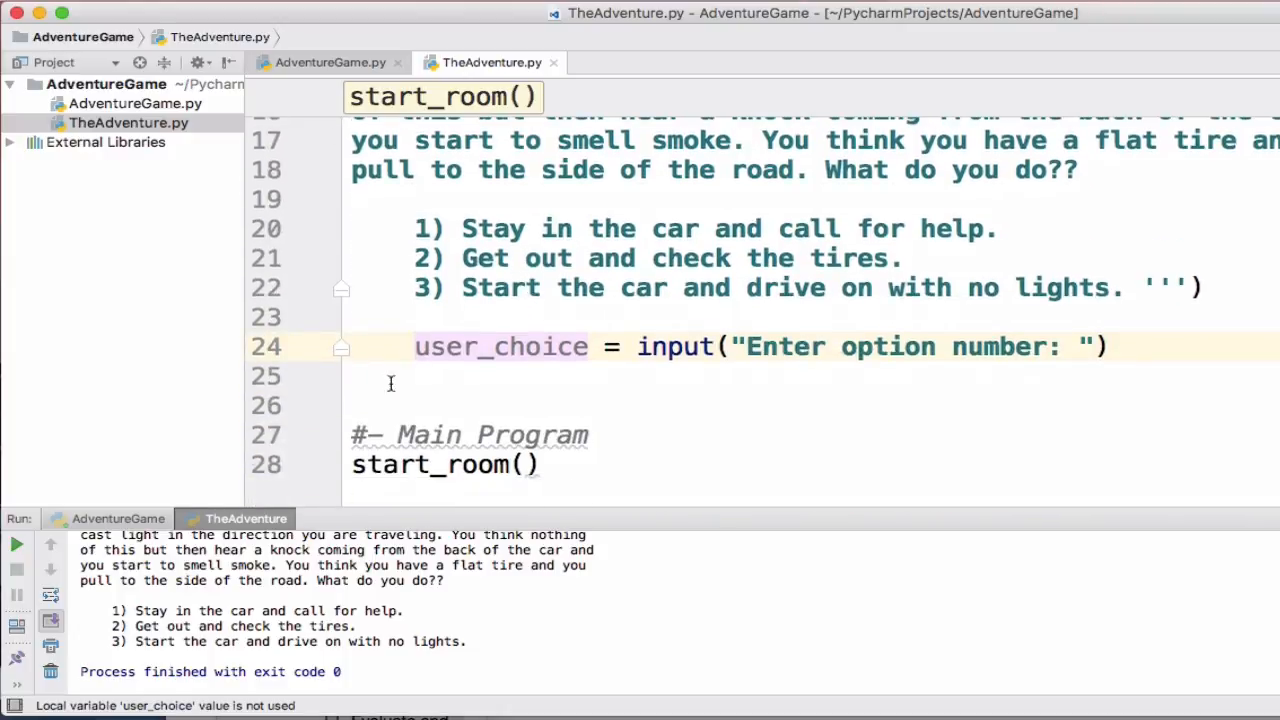 TheAdventure.py - AdventureGame - [~/PycharmProjects/AdventureGame]
AdventureGame
TheAdventure.py
Project
AdventureGame.py
TheAdventure.py
AdventureGame ~/Pycharm
AdventureGame.py
TheAdventure.py
External Libraries
start_room()
17 you start to smell smoke. You think you have a flat tire an
18 pull to the side of the road. What do you do??
19
20 1) Stay in the car and call for help.
21 2) Get out and check the tires.
22 3) Start the car and drive on with no lights. ''')
23
24 user_choice = input("Enter option number: ")
25
26
27 #- Main Program
28 start_room()
Run: AdventureGame TheAdventure
cast light in the direction you are traveling. You think nothing
of this but then hear a knock coming from the back of the car and
you start to smell smoke. You think you have a flat tire and you
pull to the side of the road. What do you do??
1) Stay in the car and call for help.
2) Get out and check the tires.
3) Start the car and drive on with no lights.
Process finished with exit code 0
Local variable 'user_choice' value is not used